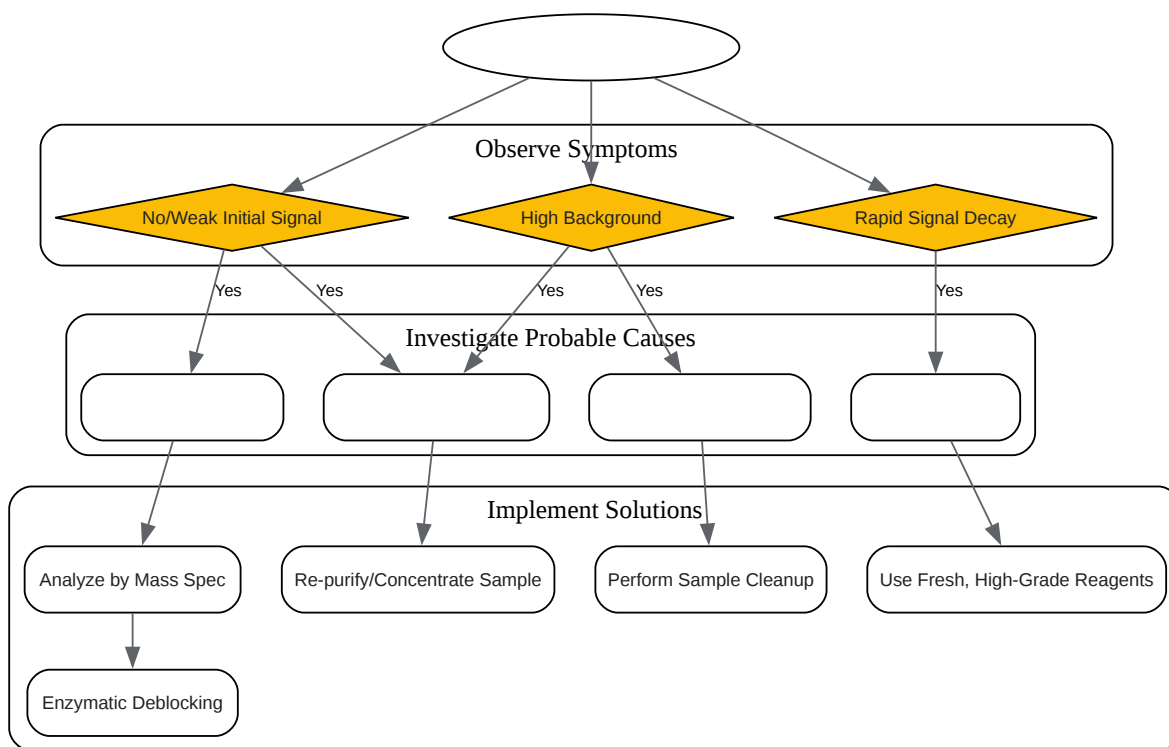 Observe Symptoms
No/Weak Initial Signal
High Background
Rapid Signal Decay
Yes
Yes
Yes
Yes
Yes
Investigate Probable Causes
Implement Solutions
Analyze by Mass Spec
Re-purify/Concentrate Sample
Perform Sample Cleanup
Use Fresh, High-Grade Reagents
Enzymatic Deblocking